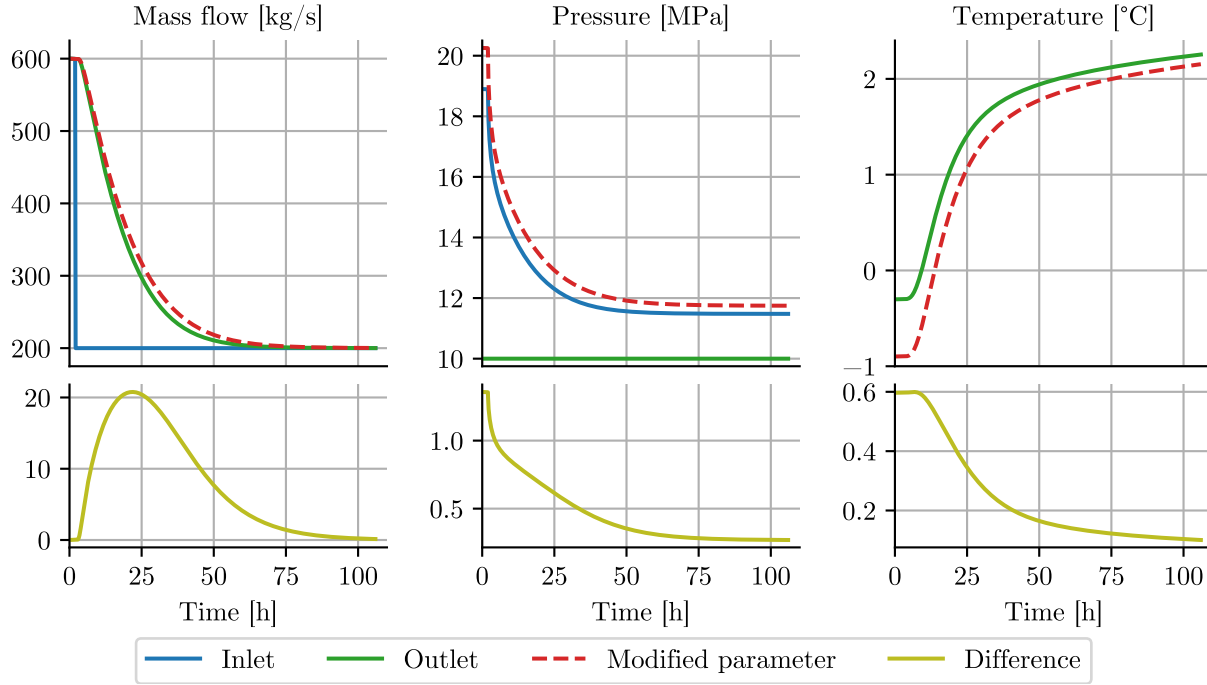 Mass flow [kg/s]
Pressure [MPa]
Temperature [°C]
600
500
400
300
200
20
18
16
14
12
10
2
1
0
−1
20
10
0
1.0
0.5
0.6
0.4
0.2
0 25 50 75 100
0 25 50 75 100
0 25 50 75 100
Time [h]
Time [h]
Time [h]
Inlet Outlet Modified parameter Difference